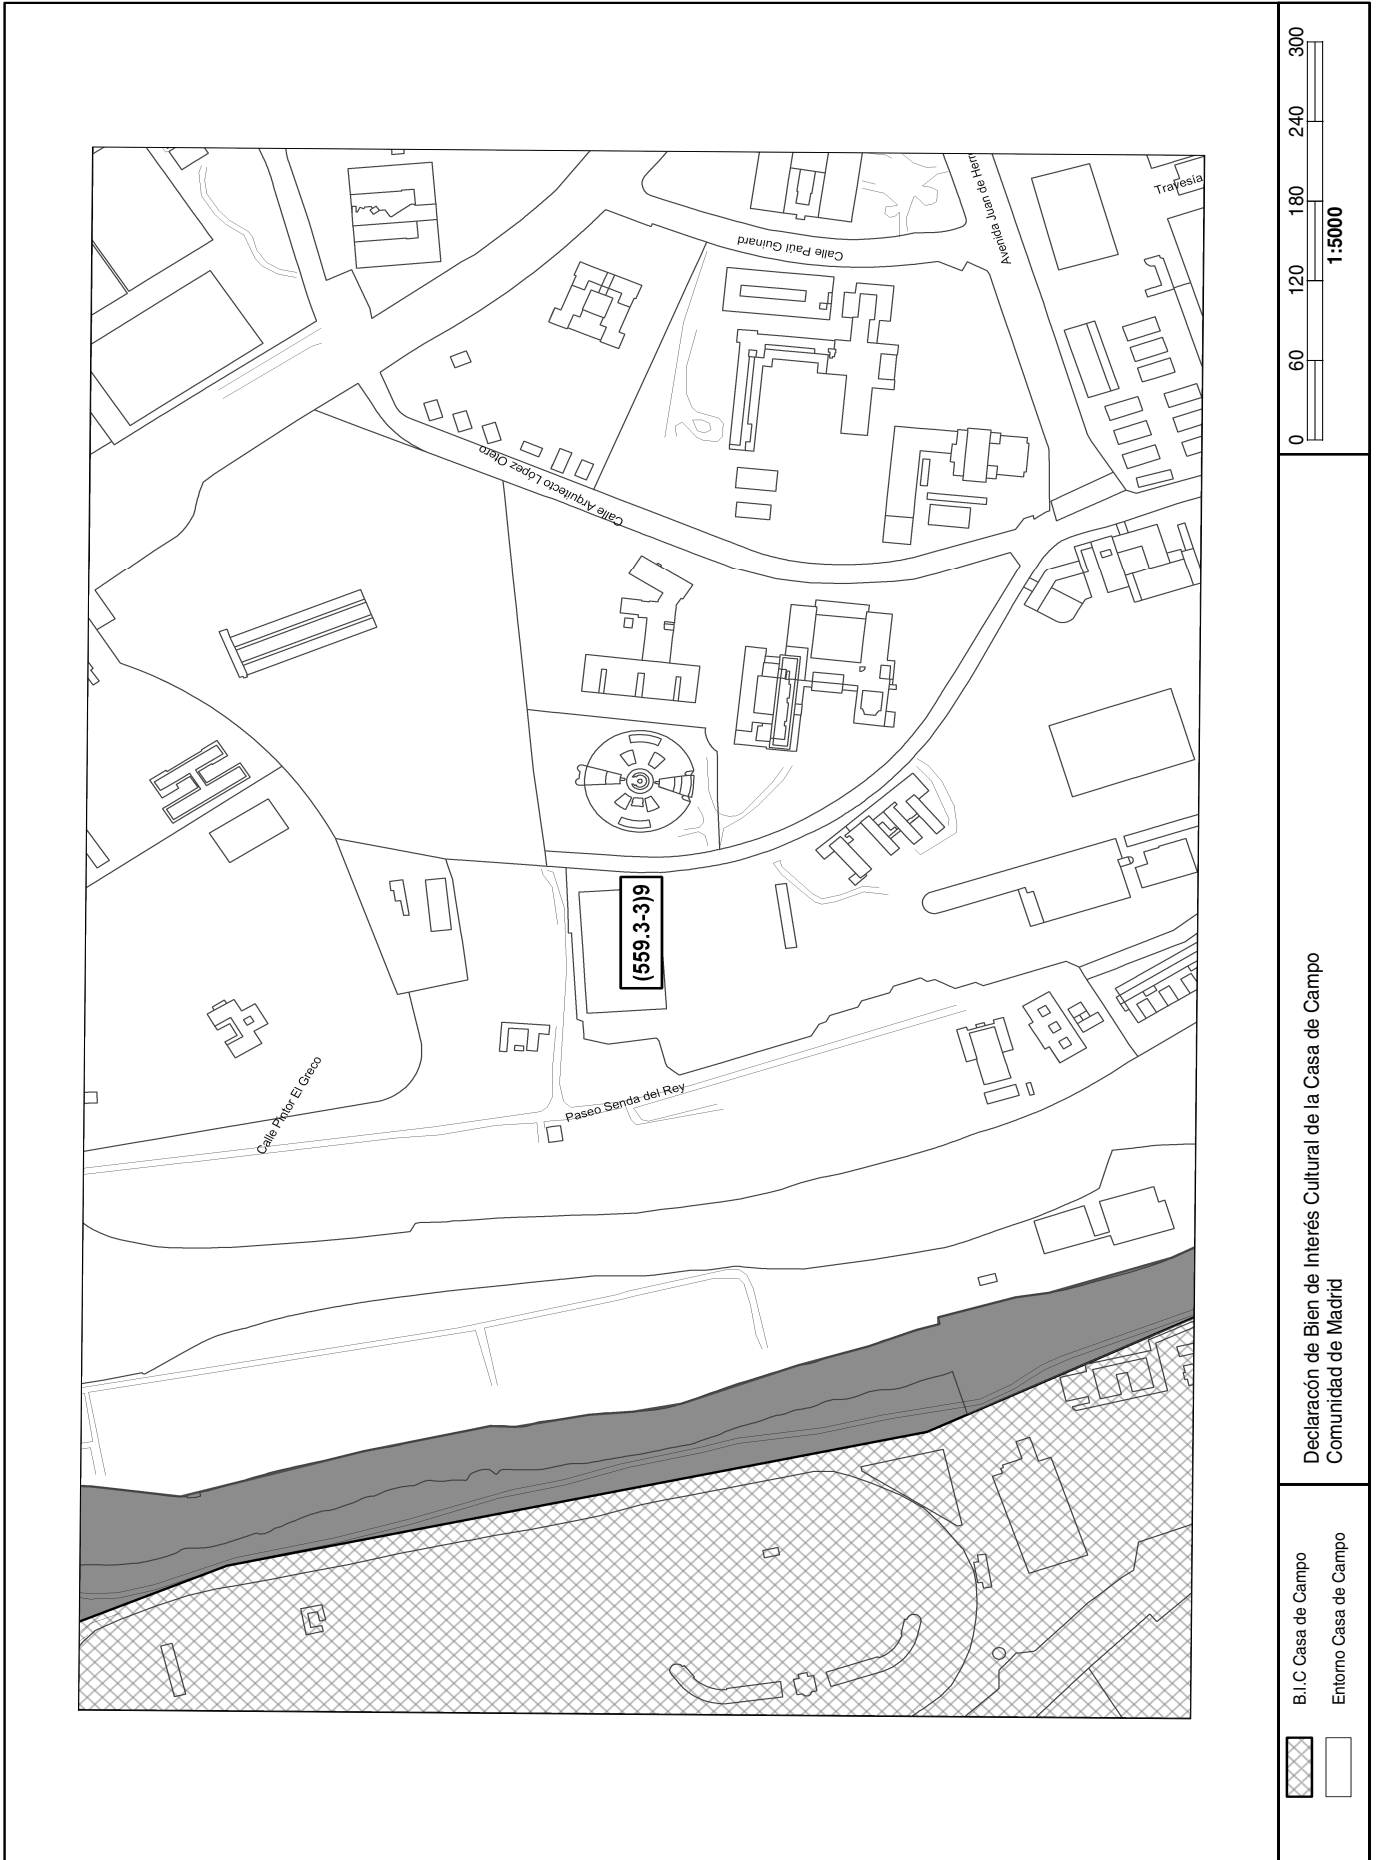 Calle Paúl Guinard
Avenida Juan de Herr
Travesía
Calle Arquitecto López Otero
(559.3-3)9
Calle Pintor El Greco
Paseo Senda del Rey
B.I.C Casa de Campo
Entorno Casa de Campo
Declaracón de Bien de Interés Cultural de la Casa de Campo
Comunidad de Madrid
0 60 120 180 240 300
1:5000